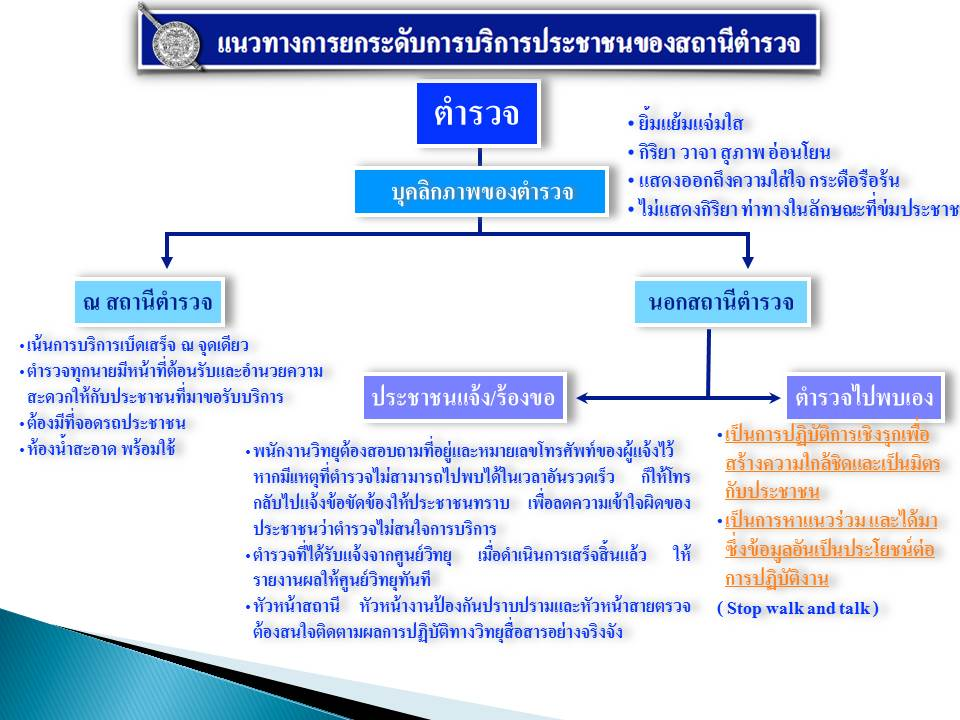 แนวทางการยกระดับการบริการประชาชนของสถานีตำรวจ
ตำรวจ
• ยิ้มแย้มแจ่มใส
• กิริยา วาจา สุภาพ อ่อนโยน
• แสดงออกถึงความใส่ใจ กระตือรือร้น
• ไม่แสดงกิริยา ท่าทางในลักษณะที่ข่มประชาช
บุคลิกภาพของตำรวจ
ณ สถานีตำรวจ
• เน้นการบริการเบ็ดเสร็จ ณ จุดเดียว
• ตำรวจทุกนายมีหน้าที่ต้อนรับและอำนวยความ
สะดวกให้กับประชาชนที่มาขอรับบริการ
• ต้องมีที่จอดรถประชาชน
• ห้องน้ำสะอาด พร้อมใช้
นอกสถานีตำรวจ
ประชาชนแจ้ง/ร้องขอ
• พนักงานวิทยุต้องสอบถามที่อยู่และหมายเลขโทรศัพท์ของผู้แจ้งไว้
หากมีเหตุที่ตำรวจไม่สามารถไปพบได้ในเวลาอันรวดเร็ว ก็ให้โทร
กลับไปแจ้งข้อขัดข้องให้ประชาชนทราบ เพื่อลดความเข้าใจผิดของ
ประชาชนว่าตำรวจไม่สนใจการบริการ
• ตำรวจที่ได้รับแจ้งจากศูนย์วิทยุ เมื่อดำเนินการเสร็จสิ้นแล้ว ให้
รายงานผลให้ศูนย์วิทยุทันที
• หัวหน้าสถานี หัวหน้างานป้องกันปราบปรามและหัวหน้าสายตรวจ
ต้องสนใจติดตามผลการปฏิบัติทางวิทยุสื่อสารอย่างจริงจัง
ตำรวจไปพบเอง
• เป็นการปฏิบัติการเชิงรุกเพื่อ
สร้างความใกล้ชิดและเป็นมิตร
กับประชาชน
• เป็นการหาแนวร่วม และได้มา
ซึ่งข้อมูลอันเป็นประโยชน์ต่อ
การปฏิบัติงาน
( Stop walk and talk )